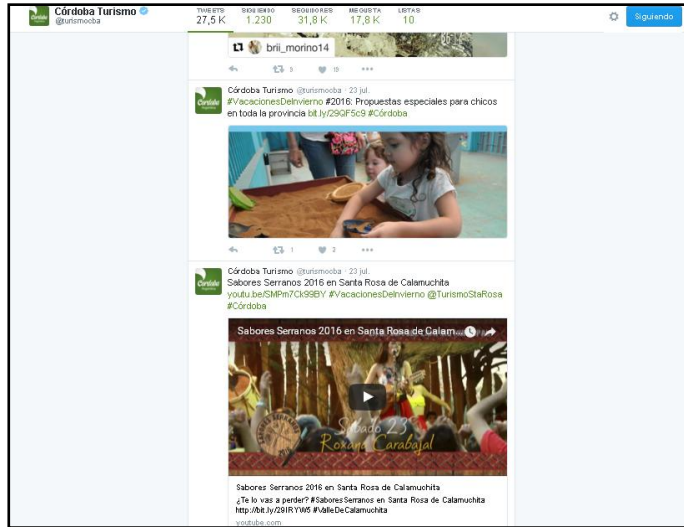 Córdoba Turismo
@turismocba
TWEETS SIGUIENDO SEGUIDORES ME GUSTA LISTAS
27,5 K 1.230 31,8 K 17,8 K 10
Siguiendo
brii_morino14
5 15
Córdoba Turismo @turismocba · 23 jul.
#VacacionesDeInvierno #2016: Propuestas especiales para chicos
en toda la provincia bit.ly/29QF5c9 #Córdoba
1 2
Córdoba Turismo @turismocba · 23 jul.
Sabores Serranos 2016 en Santa Rosa de Calamuchita
youtu.be/SMPm7Ck99BY #VacacionesDeInvierno @TurismoStaRosa
#Córdoba
Sabores Serranos 2016 en Santa Rosa de Calam...
Sábado 23
Roxana Carabajal
Sabores Serranos 2016 en Santa Rosa de Calamuchita
¿Te lo vas a perder? #SaboresSerranos en Santa Rosa de Calamuchita
http://bit.ly/29IRYW5 #ValleDeCalamuchita
youtube.com